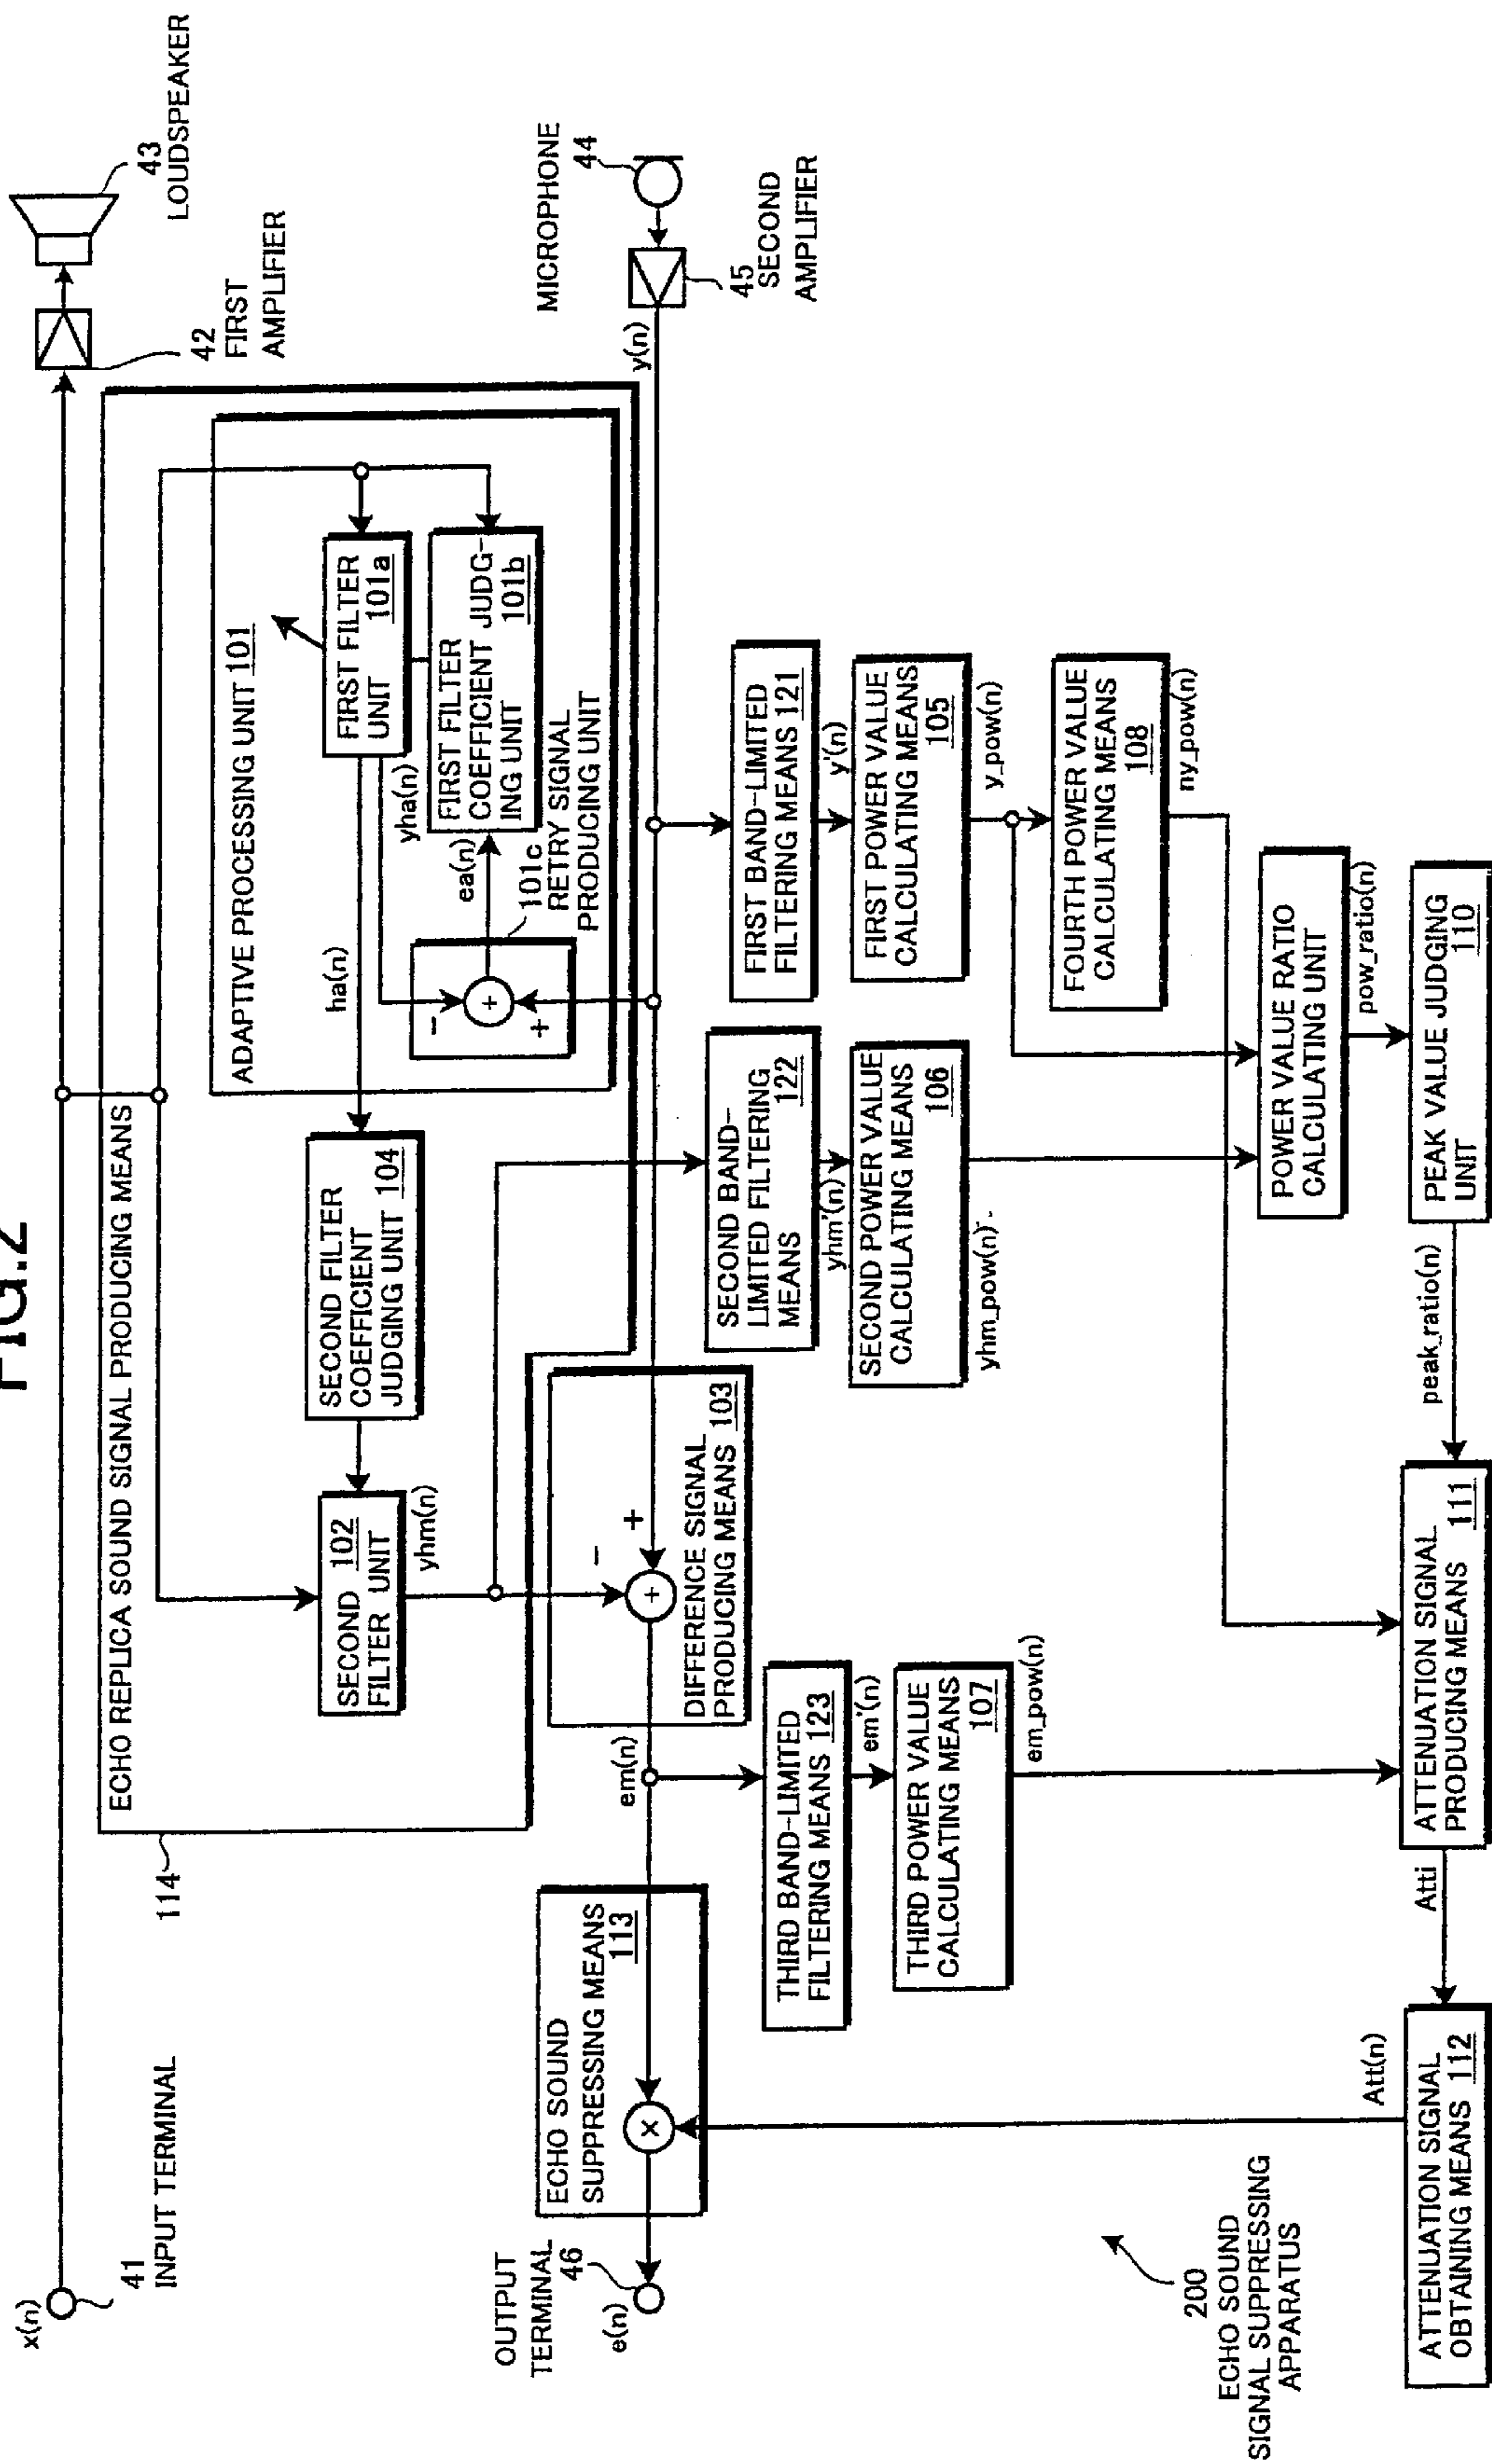 FIG.2
x(n)
41
INPUT TERMINAL
42
FIRST
AMPLIFIER
43
LOUDSPEAKER
114
ECHO REPLICA SOUND SIGNAL PRODUCING MEANS
SECOND 102
FILTER UNIT
yhm(n)
SECOND FILTER
COEFFICIENT
JUDGING UNIT 104
ha(n)
ADAPTIVE PROCESSING UNIT 101
FIRST FILTER
UNIT 101a
yha(n)
FIRST FILTER
COEFFICIENT JUDG-
ING UNIT 101b
ea(n)
101c
RETRY SIGNAL
PRODUCING UNIT
-
+
+
MICROPHONE
44
45
SECOND
AMPLIFIER
y(n)
OUTPUT
TERMINAL
46
e(n)
ECHO SOUND
SUPPRESSING MEANS
113
×
em(n)
-
+
+
DIFFERENCE SIGNAL
PRODUCING MEANS 103
THIRD BAND-LIMITED
FILTERING MEANS 123
em'(n)
THIRD POWER VALUE
CALCULATING MEANS
107
em_pow(n)
SECOND BAND-
LIMITED FILTERING
MEANS 122
yhm'(n)
SECOND POWER VALUE
CALCULATING MEANS
106
yhm_pow(n)
FIRST BAND-LIMITED
FILTERING MEANS 121
y'(n)
FIRST POWER VALUE
CALCULATING MEANS
105
y_pow(n)
FOURTH POWER VALUE
CALCULATING MEANS
108
ny_pow(n)
POWER VALUE RATIO
CALCULATING UNIT
pow_ratio(n)
PEAK VALUE JUDGING
UNIT 110
peak_ratio(n)
ATTENUATION SIGNAL
PRODUCING MEANS 111
Atti
ATTENUATION SIGNAL
OBTAINING MEANS 112
Att(n)
200
ECHO SOUND
SIGNAL SUPPRESSING
APPARATUS